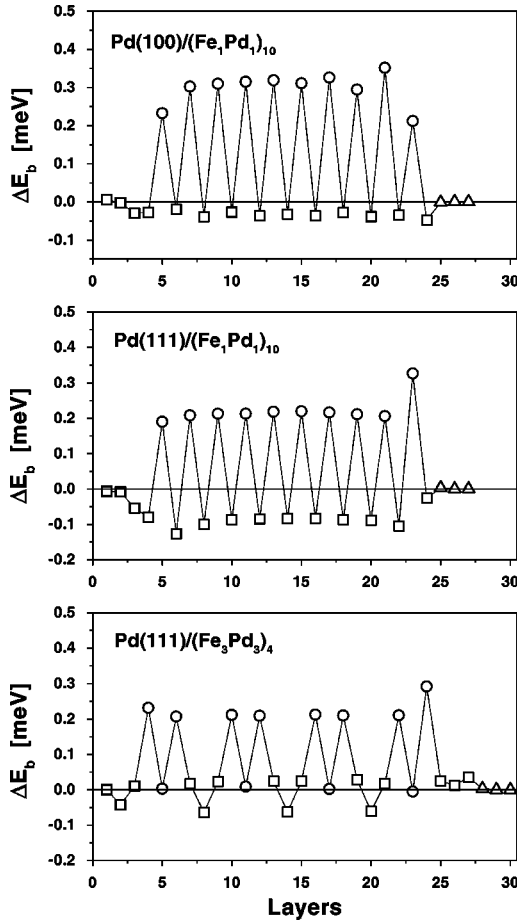 0.5
Pd(100)/(Fe₁Pd₁)₁₀
0.4
0.3
0.2
0.1
0.0
-0.1
ΔE_b [meV]
0 5 10 15 20 25 30
0.5
Pd(111)/(Fe₁Pd₁)₁₀
0.4
0.3
0.2
0.1
0.0
-0.1
-0.2
ΔE_b [meV]
0 5 10 15 20 25 30
0.5
Pd(111)/(Fe₃Pd₃)₄
0.4
0.3
0.2
0.1
0.0
-0.1
-0.2
ΔE_b [meV]
0 5 10 15 20 25 30
Layers